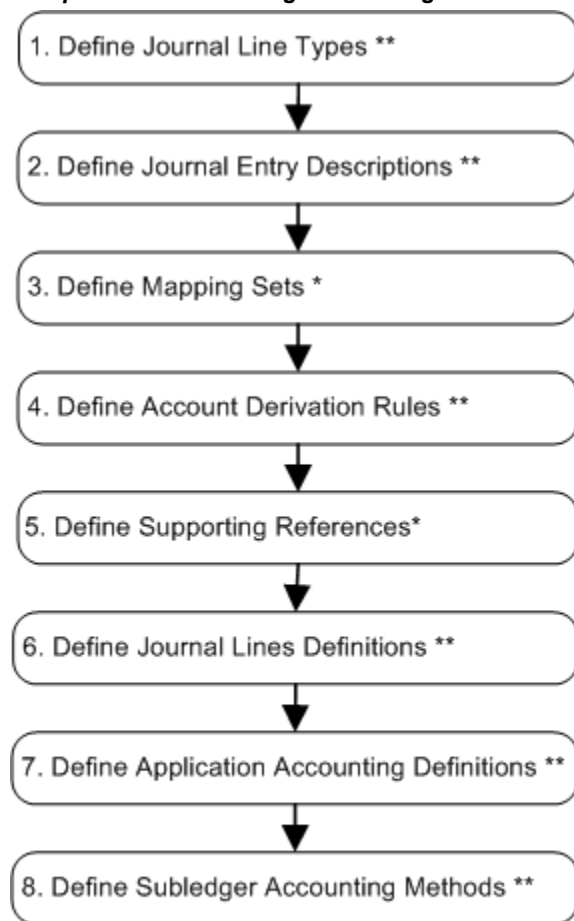 1. Define Journal Line Types **
2. Define Journal Entry Descriptions **
3. Define Mapping Sets *
4. Define Account Derivation Rules **
5. Define Supporting References*
6. Define Journal Lines Definitions **
7. Define Application Accounting Definitions **
8. Define Subledger Accounting Methods **